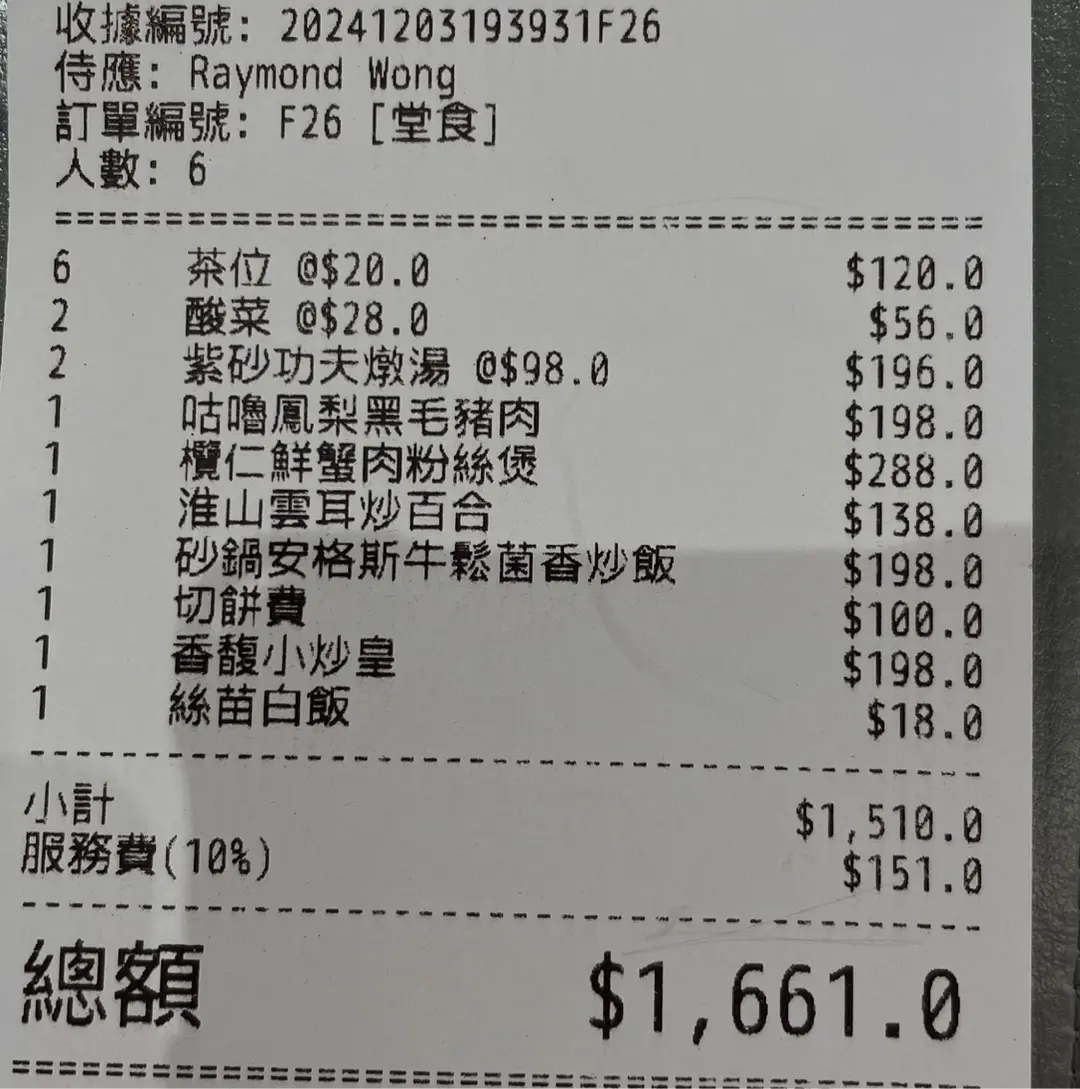 收據編號: 20241203193931F26
侍應: Raymond Wong
訂單編號: F26 [堂食]
人數: 6
6 茶位 @$20.0 $120.0
2 酸菜 @$28.0 $56.0
2 紫砂功夫燉湯 @$98.0 $196.0
1 咕嚕鳳梨黑毛豬肉 $198.0
1 欖仁鮮蟹肉粉絲煲 $288.0
1 淮山雲耳炒百合 $138.0
1 砂鍋安格斯牛鬆菌香炒飯 $198.0
1 切餅費 $100.0
1 香馥小炒皇 $198.0
1 絲苗白飯 $18.0
小計 $1,510.0
服務費(10%) $151.0
總額 $1,661.0